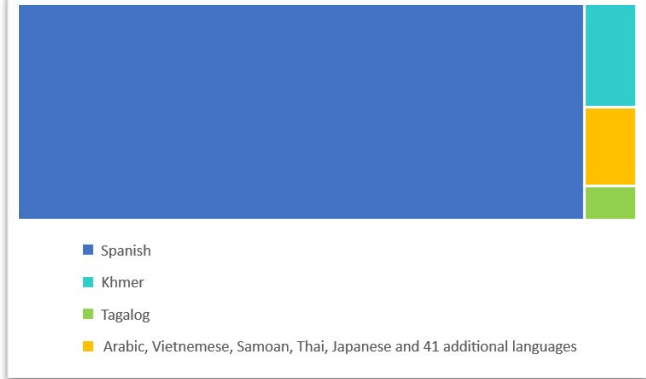 Spanish
Khmer
Tagalog
Arabic, Vietnemese, Samoan, Thai, Japanese and 41 additional languages